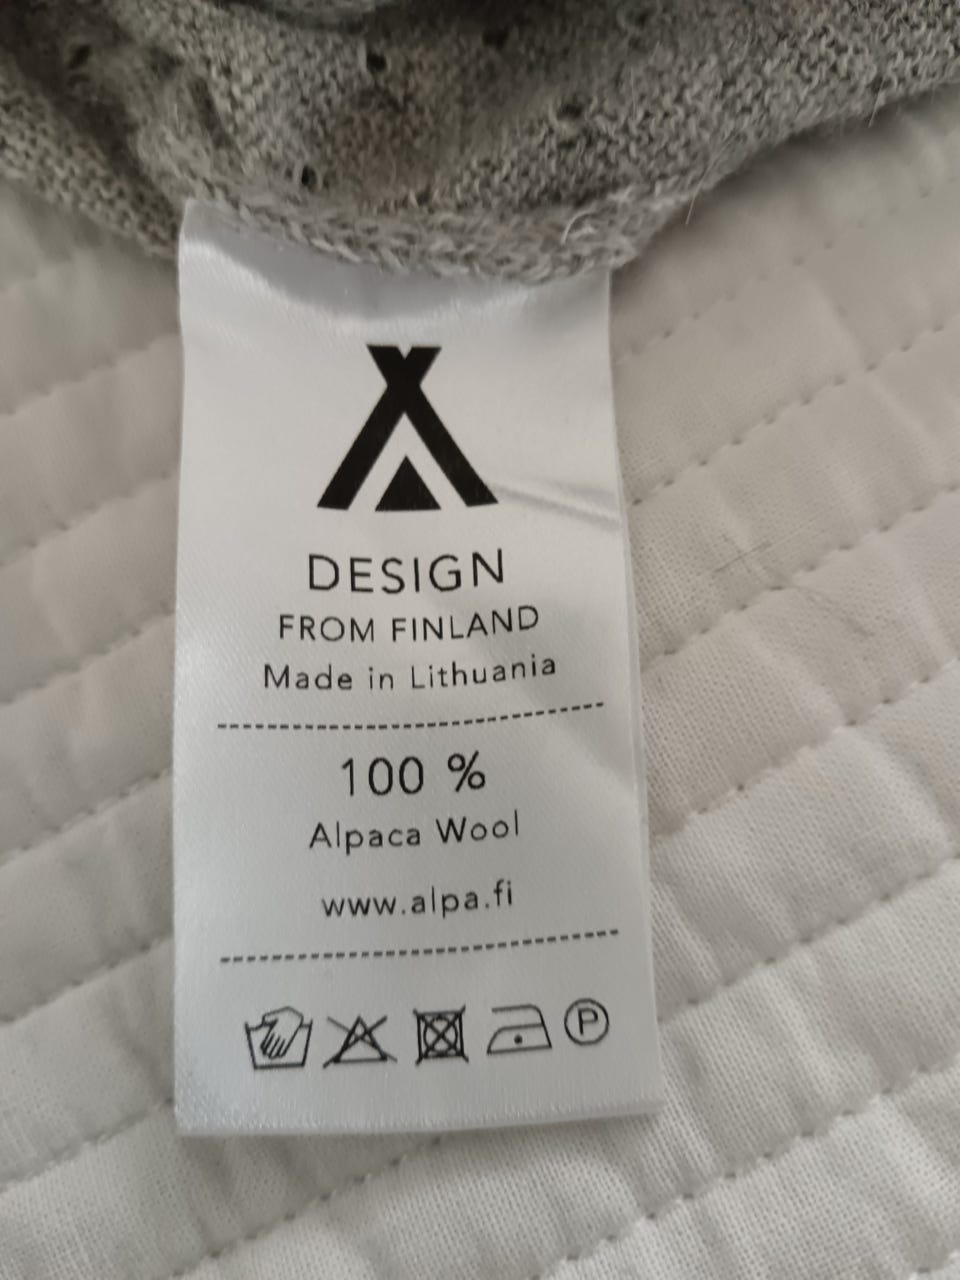 DESIGN
FROM FINLAND
Made in Lithuania
100 %
Alpaca Wool
www.alpa.fi
P